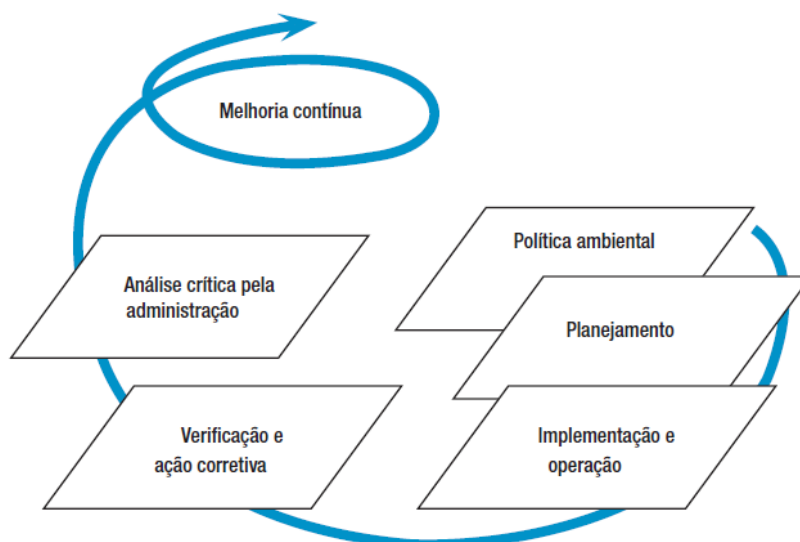 Melhoria contínua
Política ambiental
Planejamento
Implementação e
operação
Verificação e
ação corretiva
Análise crítica pela
administração